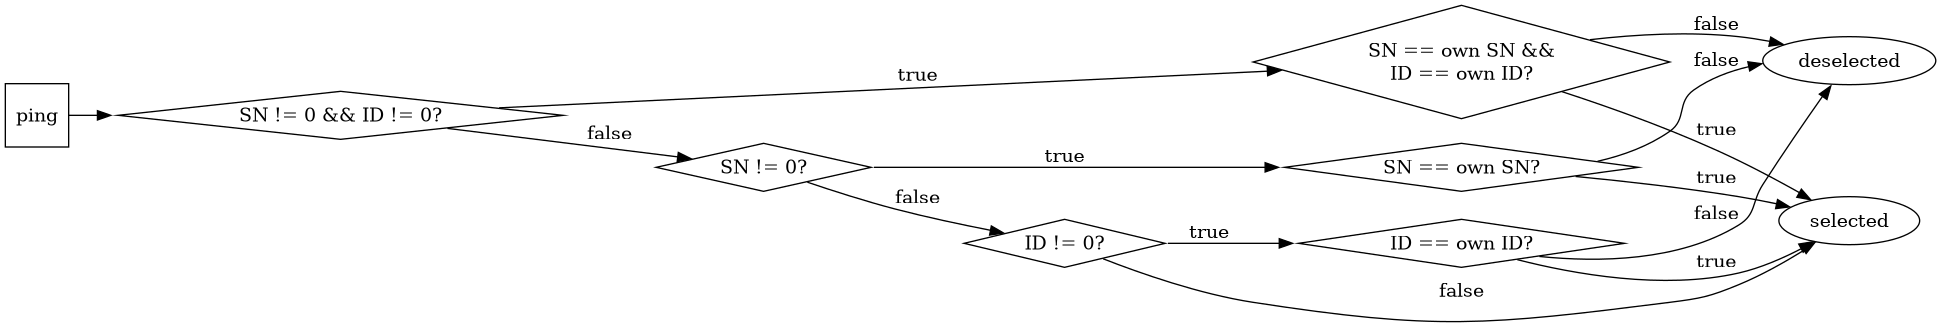 ping
SN != 0 && ID != 0?
true
false
SN != 0?
true
false
ID != 0?
true
false
SN == own SN &&
ID == own ID?
false
true
SN == own SN?
false
true
ID == own ID?
false
true
deselected
selected